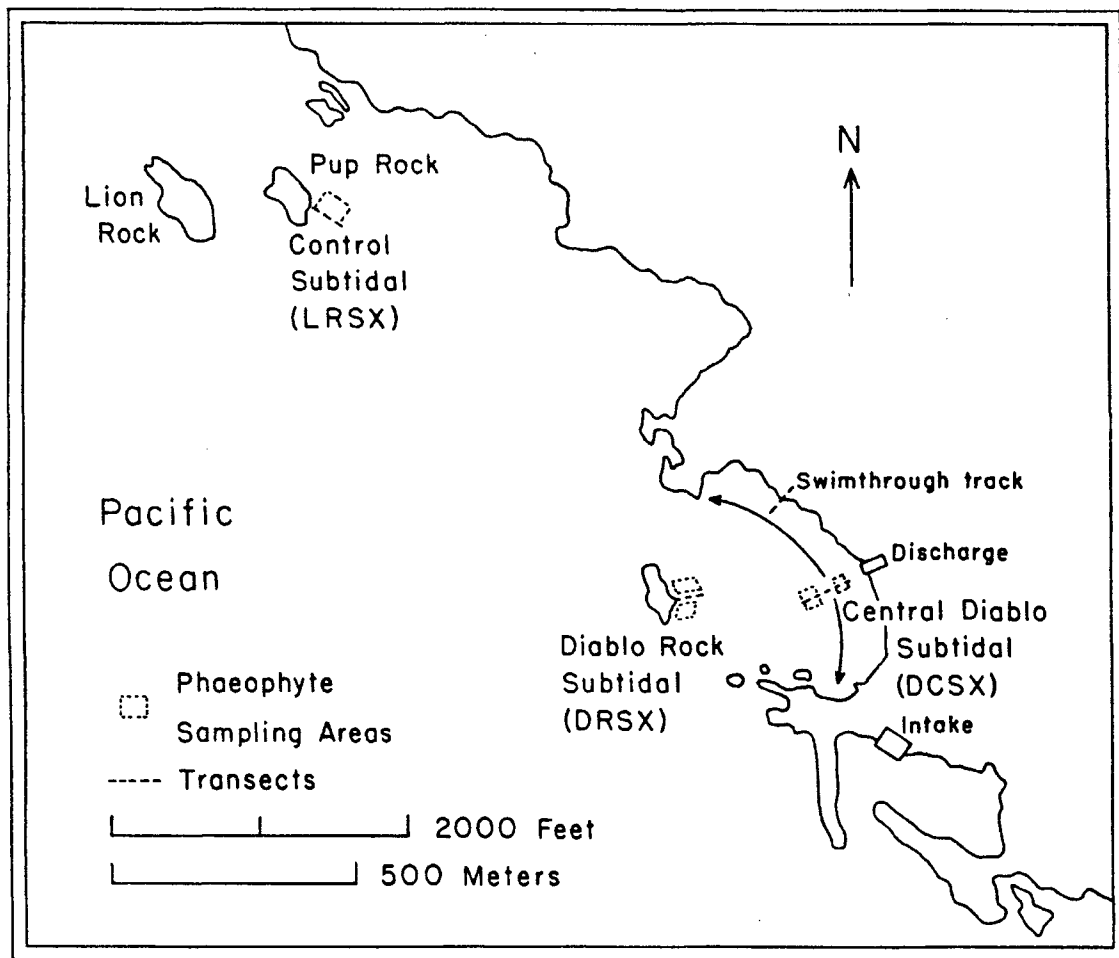 N
Pup Rock
Lion
Rock
Control
Subtidal
(LRSX)
Swimthrough track
Pacific
Ocean
Discharge
Central Diablo
Subtidal
(DCSX)
Diablo Rock
Subtidal
(DRSX)
Intake
Phaeophyte
Sampling Areas
Transects
2000 Feet
500 Meters